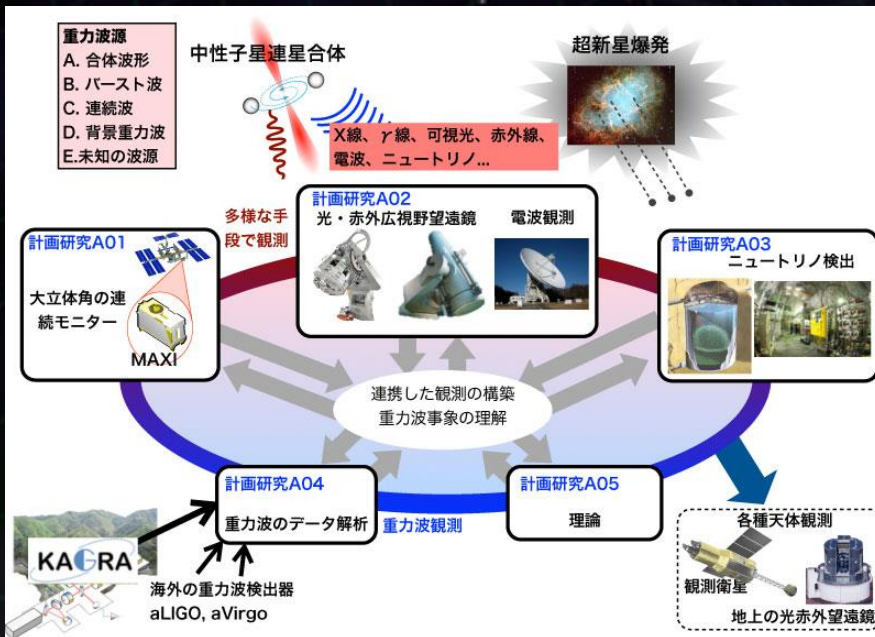 重力波源
A. 合体波形
B. バースト波
C. 連続波
D. 背景重力波
E.未知の波源
中性子星連星合体
超新星爆発
X線、γ線、可視光、赤外線、
電波、ニュートリノ...
多様な手
段で観測
計画研究A01
大立体角の連
続モニター
MAXI
計画研究A02
光・赤外広視野望遠鏡
電波観測
計画研究A03
ニュートリノ検出
連携した観測の構築
重力波事象の理解
計画研究A04
重力波のデータ解析
重力波観測
計画研究A05
理論
KAGRA
海外の重力波検出器
aLIGO, aVirgo
各種天体観測
観測衛星
地上の光赤外望遠鏡